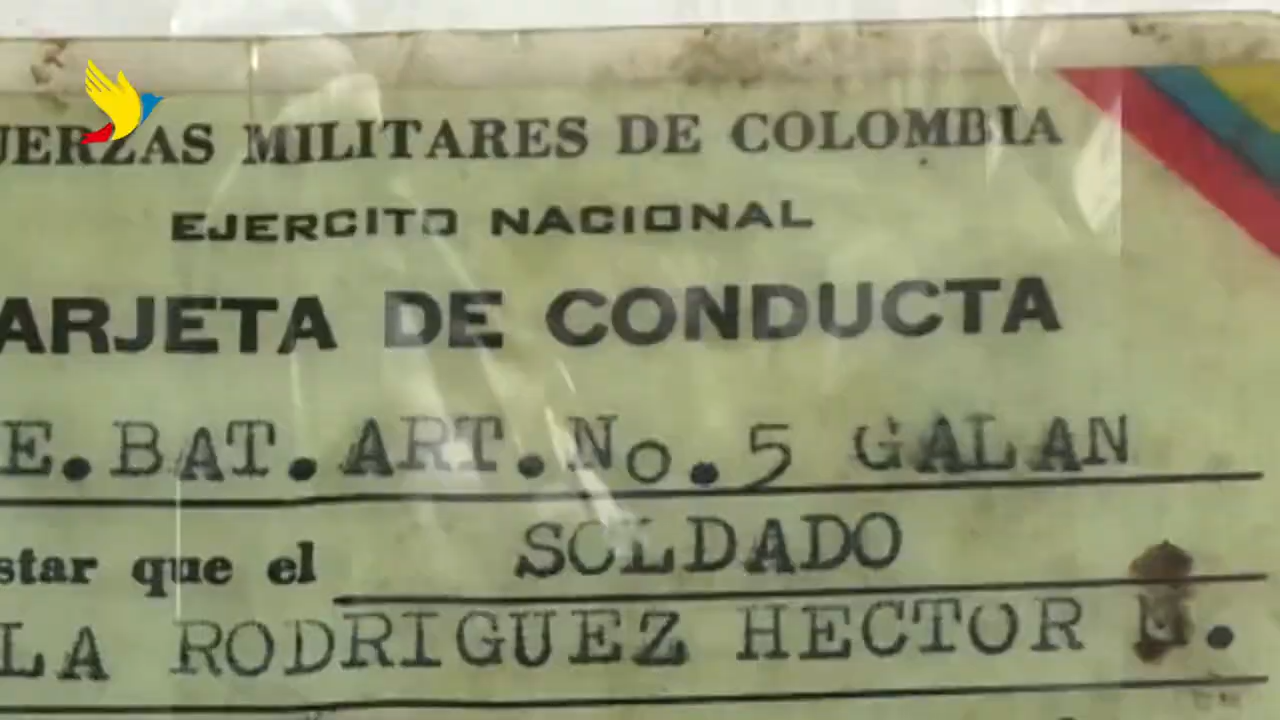 UERZAS MILITARES DE COLOMBIA
EJERCITO NACIONAL
ARJETA DE CONDUCTA
E.BAT.ART.No.5 GALAN
star que el SOLDADO
LA RODRIGUEZ HECTOR